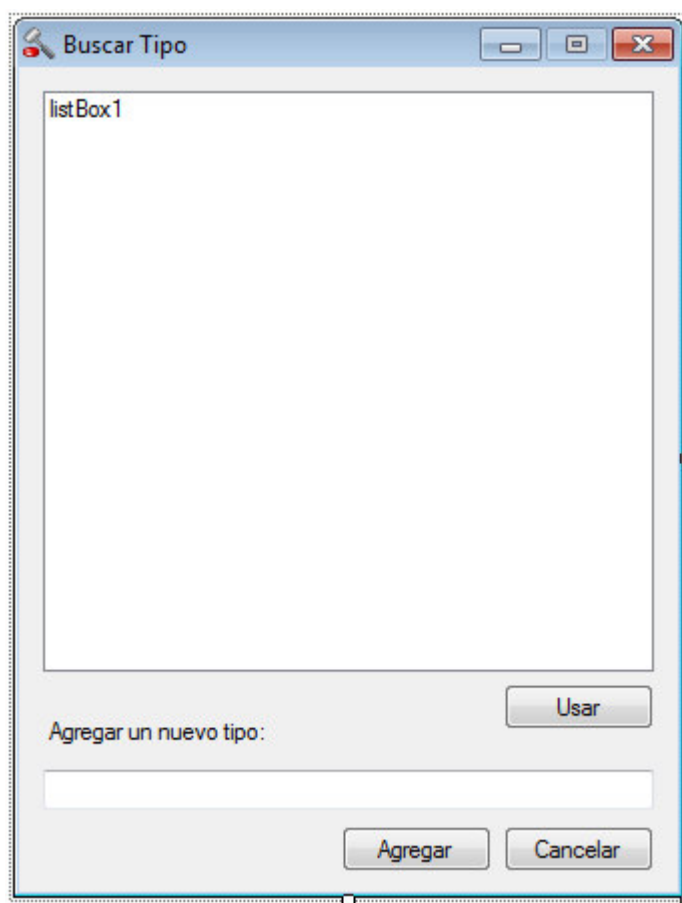 Buscar Tipo
listBox1
Usar
Agregar un nuevo tipo:
Agregar
Cancelar